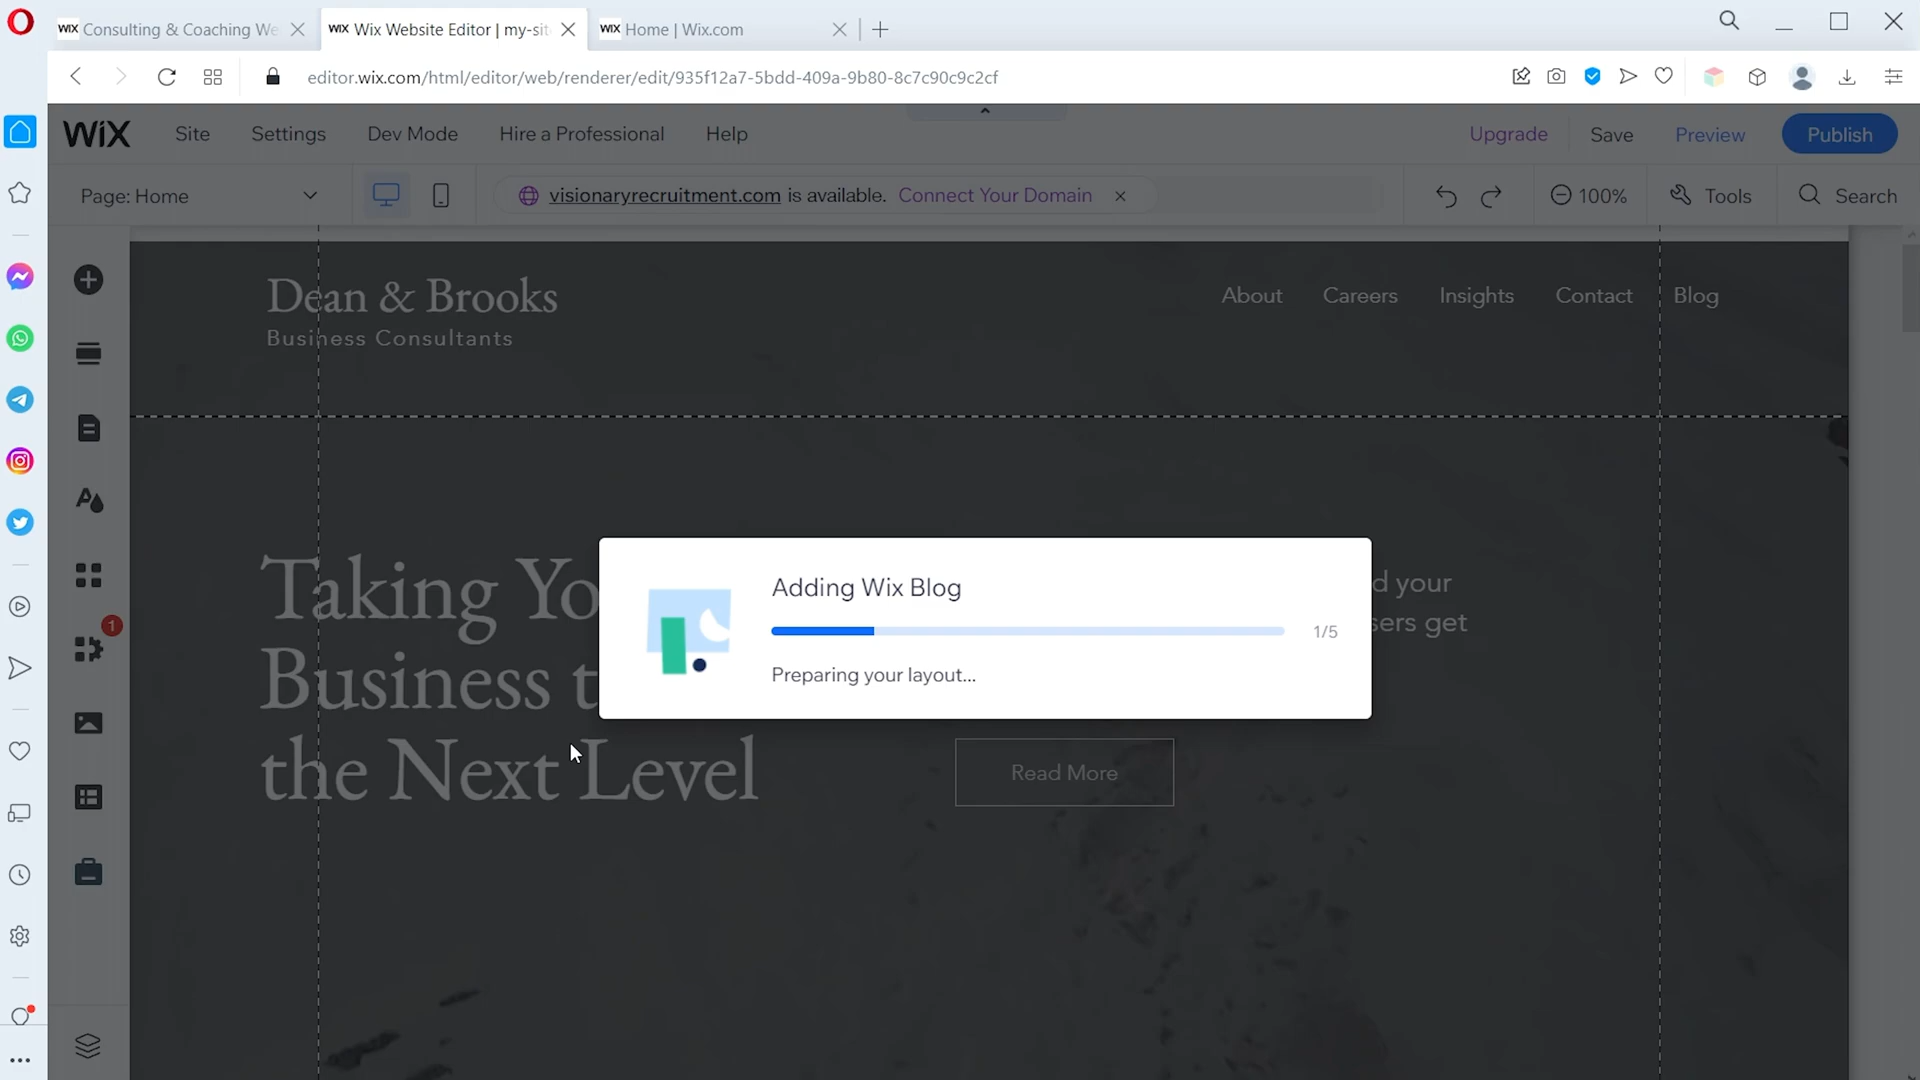 WIX Consulting & Coaching We
WIX Wix Website Editor | my-sit
WIX Home | Wix.com
editor.wix.com/html/editor/web/renderer/edit/935f12a7-5bdd-409a-9b80-8c7c90c9c2cf
WiX Site Settings Dev Mode Hire a Professional Help Upgrade Save Preview Publish
Page: Home visionaryrecruitment.com is available. Connect Your Domain 100% Tools Search
Dean & Brooks
Business Consultants
About Careers Insights Contact Blog
Taking Yo
Business t
the Next Level
d your
sers get
Read More
Adding Wix Blog
1/5
Preparing your layout...
1